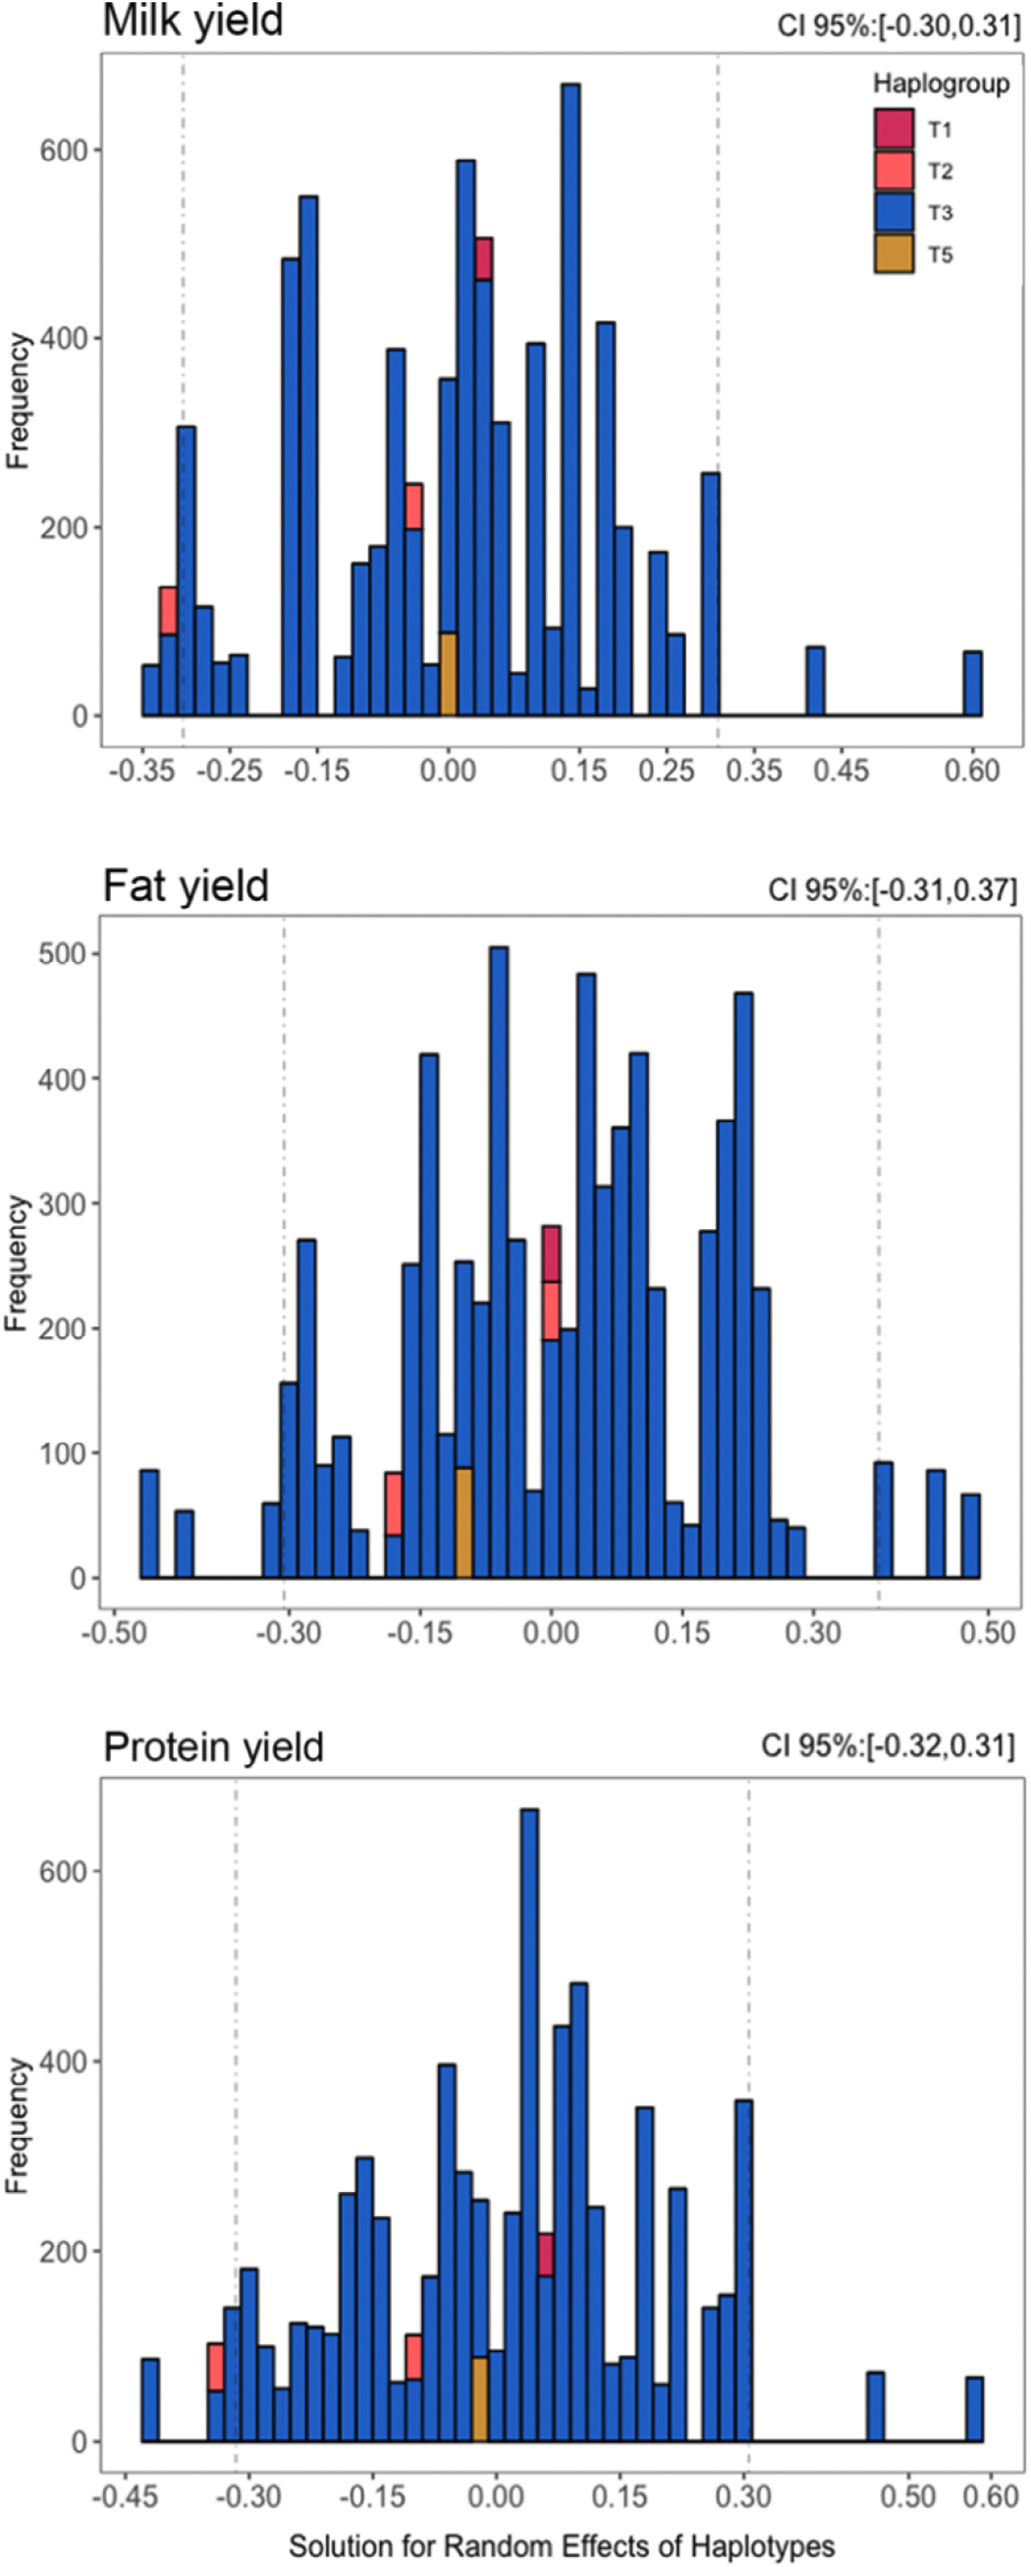 Milk yield
CI 95%:[-0.30,0.31]
Haplogroup
T1
T2
T3
T5
Frequency
600
400
200
0
-0.35 -0.25 -0.15 0.00 0.15 0.25 0.35 0.45 0.60
Fat yield
CI 95%:[-0.31,0.37]
Frequency
500
400
300
200
100
0
-0.50 -0.30 -0.15 0.00 0.15 0.30 0.50
Protein yield
CI 95%:[-0.32,0.31]
Frequency
600
400
200
0
-0.45 -0.30 -0.15 0.00 0.15 0.30 0.50 0.60
Solution for Random Effects of Haplotypes